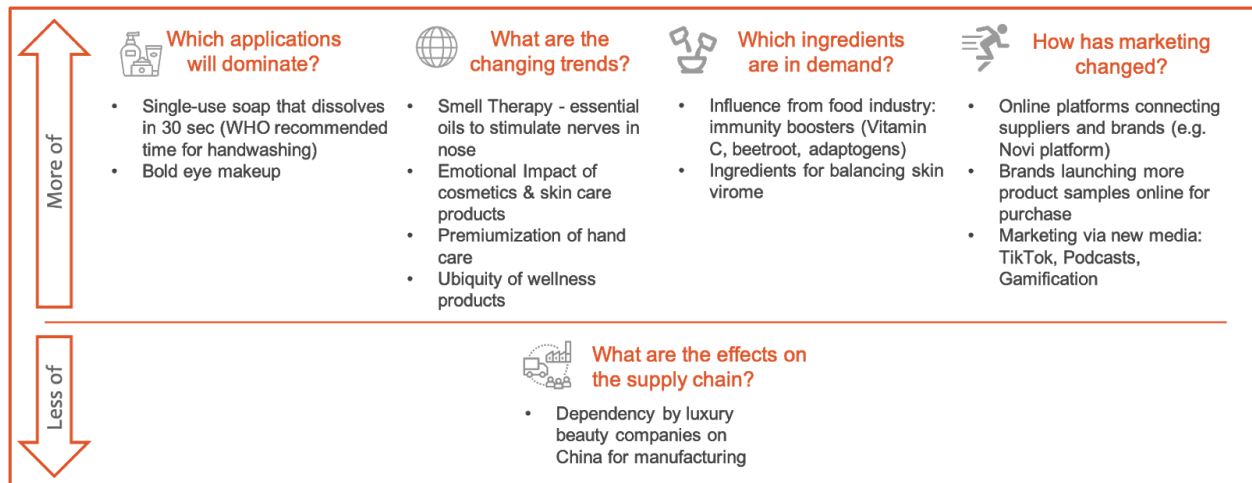 More of
Which applications
will dominate?
• Single-use soap that dissolves
in 30 sec (WHO recommended
time for handwashing)
• Bold eye makeup
What are the
changing trends?
• Smell Therapy - essential
oils to stimulate nerves in
nose
• Emotional Impact of
cosmetics & skin care
products
• Premiumization of hand
care
• Ubiquity of wellness
products
Which ingredients
are in demand?
• Influence from food industry:
immunity boosters (Vitamin
C, beetroot, adaptogens)
• Ingredients for balancing skin
virome
How has marketing
changed?
• Online platforms connecting
suppliers and brands (e.g.
Novi platform)
• Brands launching more
product samples online for
purchase
• Marketing via new media:
TikTok, Podcasts,
Gamification
Less of
What are the effects on
the supply chain?
• Dependency by luxury
beauty companies on
China for manufacturing